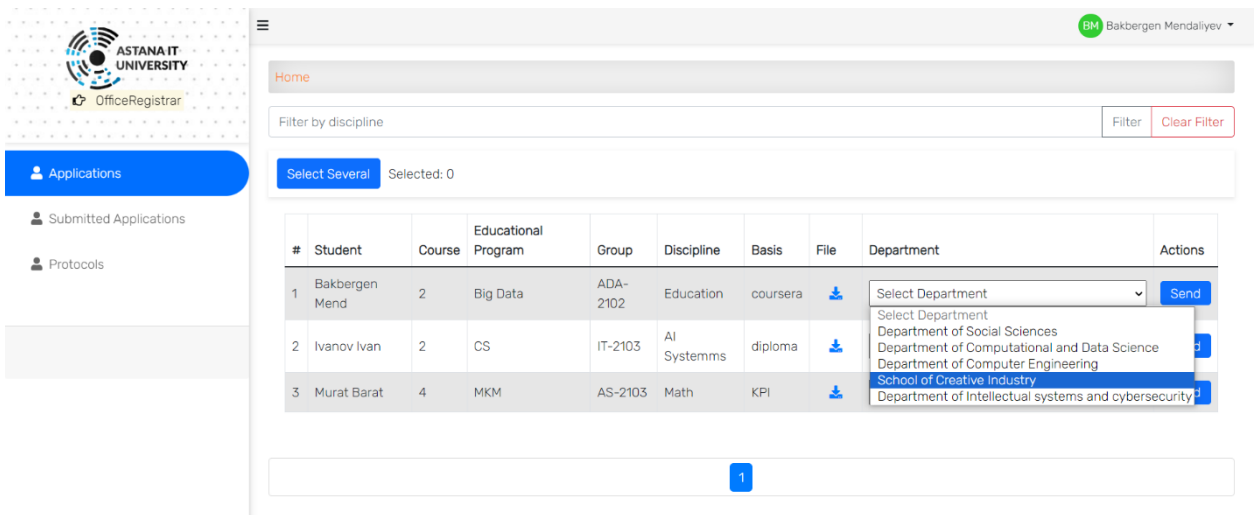 ASTANA IT
UNIVERSITY
OfficeRegistrar
Applications
Submitted Applications
Protocols
BM Bakbergen Mendaliyev
Home
Filter by discipline Filter Clear Filter
Select Several Selected: 0
# Student Course Educational Program Group Discipline Basis File Department Actions
1 Bakbergen Mend 2 Big Data ADA-2102 Education coursera Select Department Send
Select Department
Department of Social Sciences
Department of Computational and Data Science
Department of Computer Engineering
School of Creative Industry
Department of Intellectual systems and cybersecurity
2 Ivanov Ivan 2 CS IT-2103 AI Systemms diploma
3 Murat Barat 4 MKM AS-2103 Math KPI
1